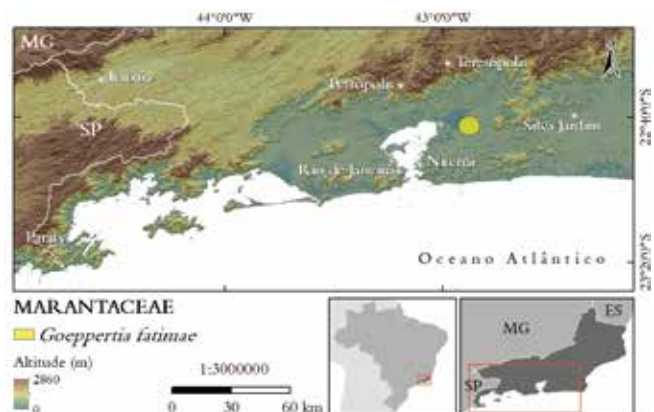 44°0'0"W 43°0'0"W
MG
Teresópolis
Petrópolis
SP
Silva Jardim
Rio de Janeiro
Niterói
Paraty
Oceano Atlântico
MARANTACEAE
Goeppertia fatimae
Altitude (m)
2860
0
1:3000000
0 30 60 km
ES
MG
SP